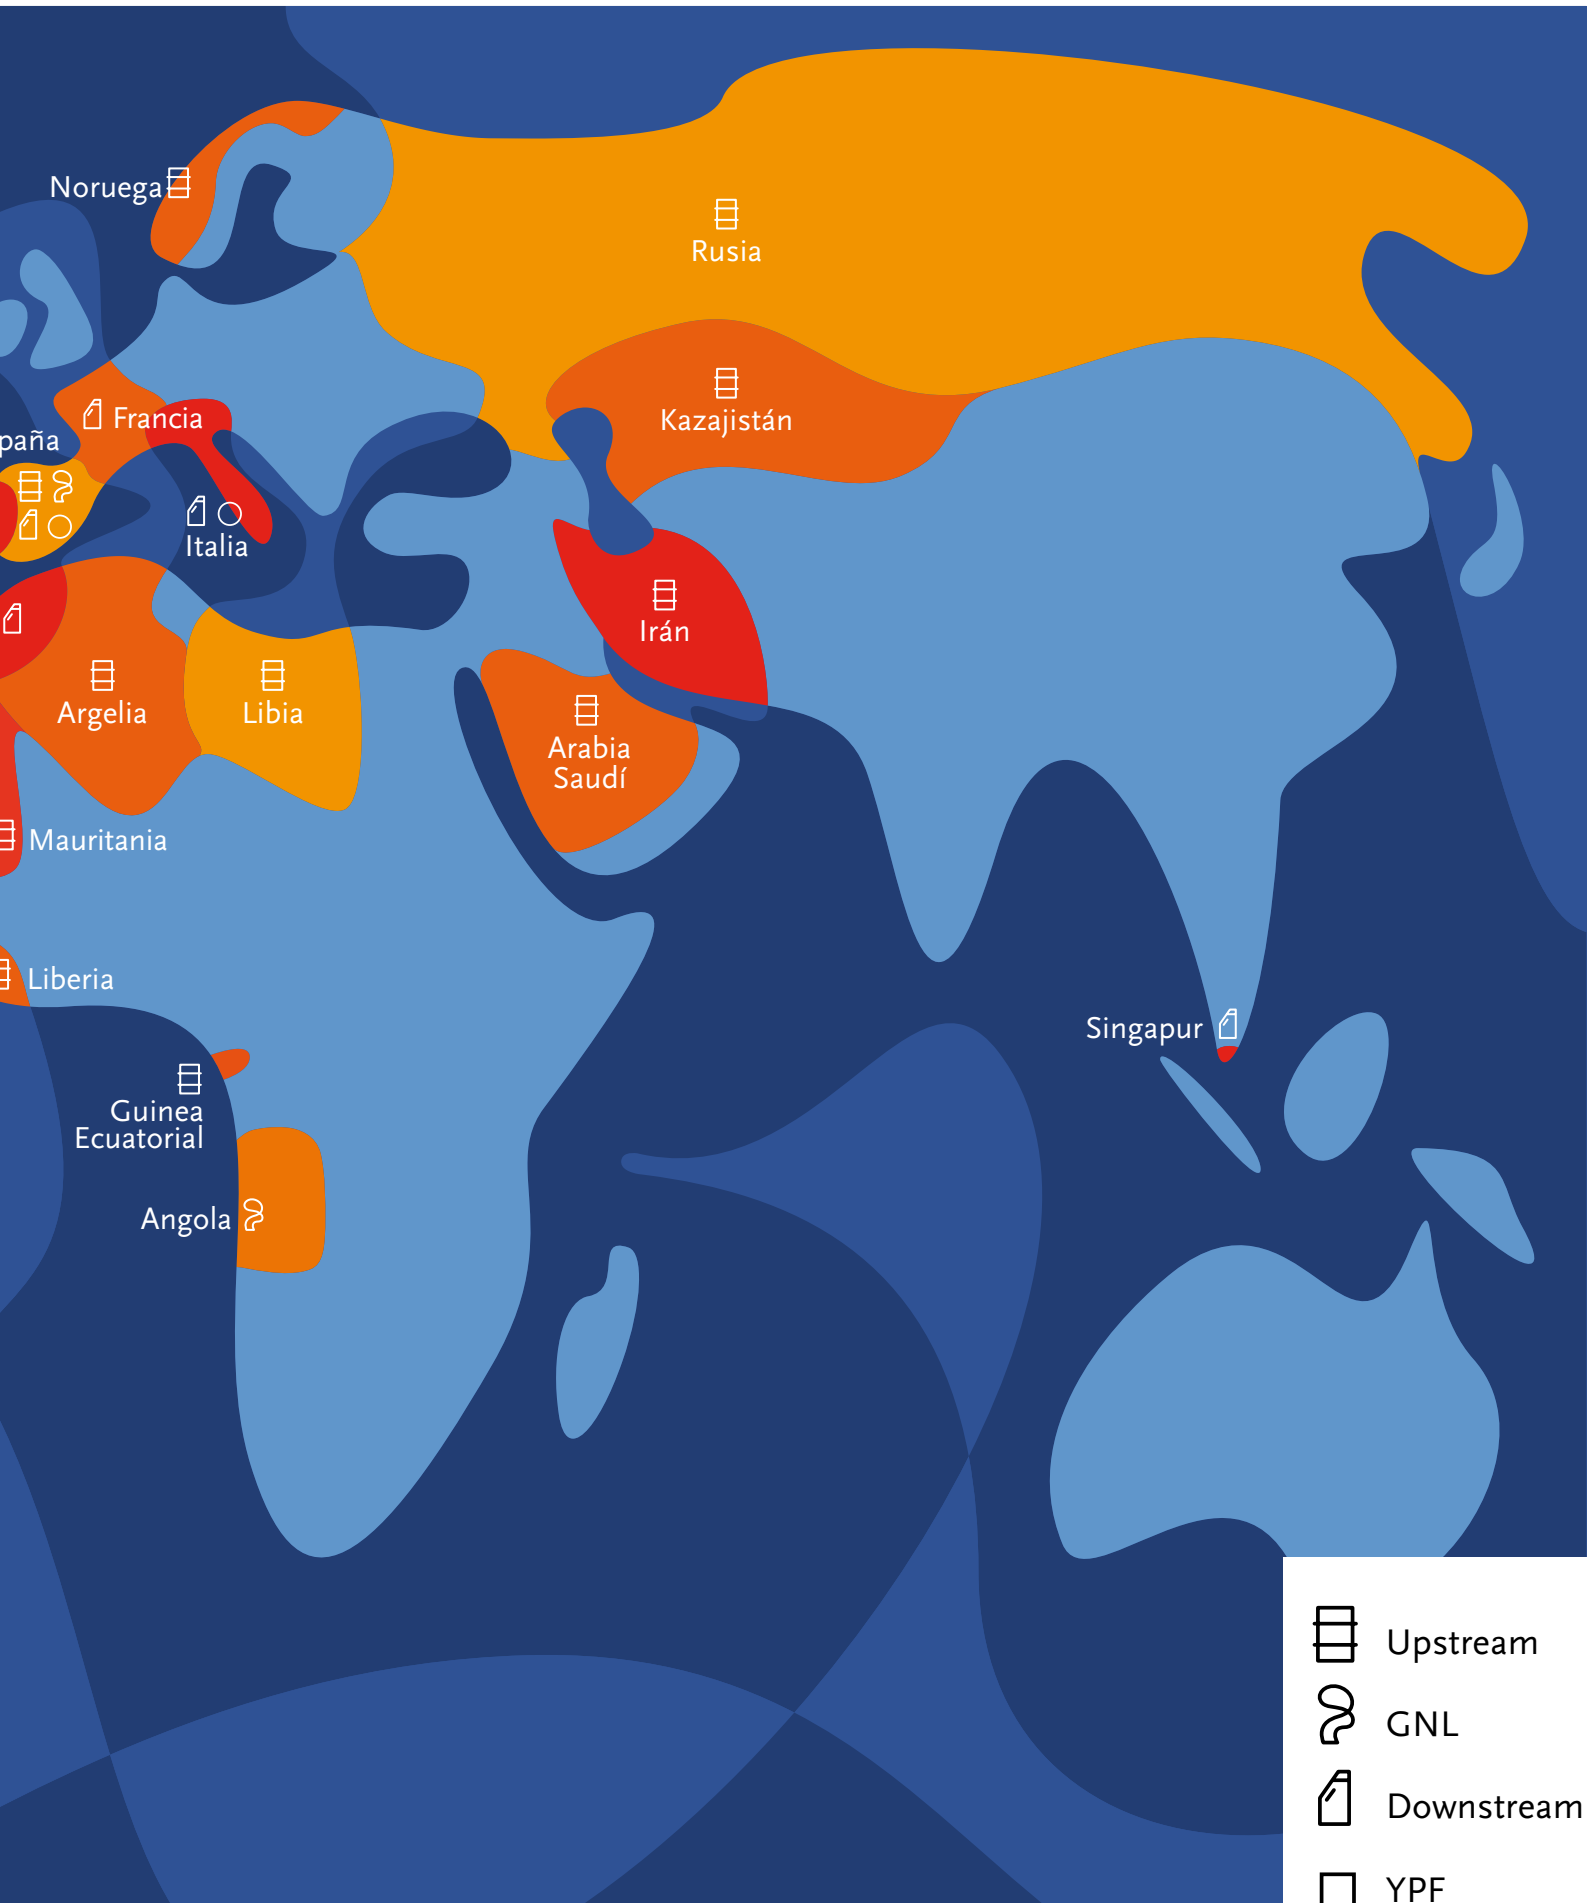 Noruega
Rusia
Francia
Kazajistán
paña
Italia
Irán
Argelia
Libia
Arabia
Saudí
Mauritania
Liberia
Singapur
Guinea
Ecuatorial
Angola
Upstream
GNL
Downstream
YPF